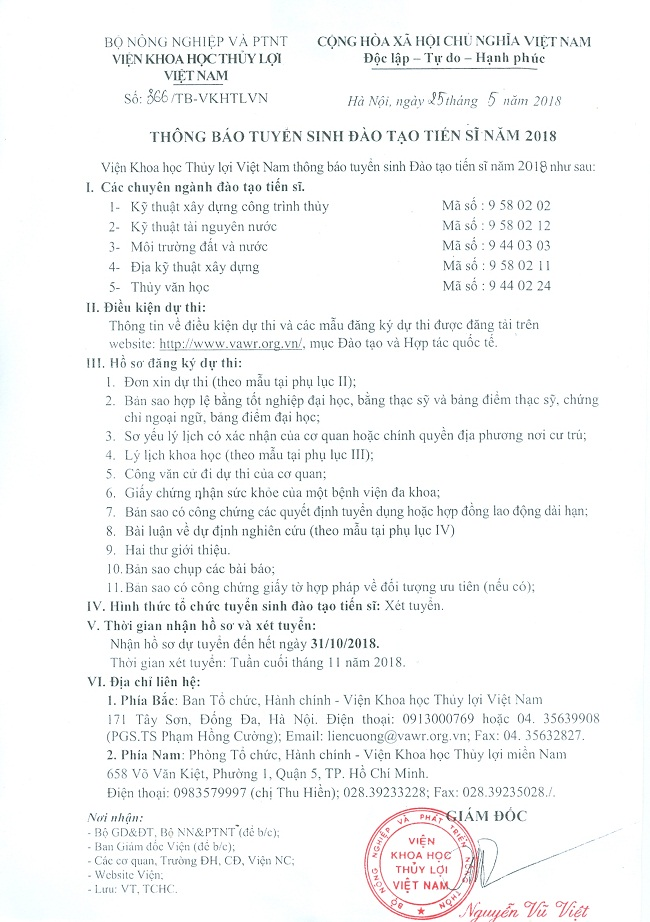 BỘ NÔNG NGHIỆP VÀ PTNT
VIỆN KHOA HỌC THỦY LỢI
VIỆT NAM
Số: 366/TB-VKHTLVN
CỘNG HÒA XÃ HỘI CHỦ NGHĨA VIỆT NAM
Độc lập – Tự do – Hạnh phúc
Hà Nội, ngày 25 tháng 5 năm 2018
THÔNG BÁO TUYỂN SINH ĐÀO TẠO TIẾN SĨ NĂM 2018
Viện Khoa học Thủy lợi Việt Nam thông báo tuyển sinh Đào tạo tiến sĩ năm 2018 như sau:
I. Các chuyên ngành đào tạo tiến sĩ.
1- Kỹ thuật xây dựng công trình thủy Mã số : 9 58 02 02
2- Kỹ thuật tài nguyên nước Mã số : 9 58 02 12
3- Môi trường đất và nước Mã số : 9 44 03 03
4- Địa kỹ thuật xây dựng Mã số : 9 58 02 11
5- Thủy văn học Mã số : 9 44 02 24
II. Điều kiện dự thi:
Thông tin về điều kiện dự thi và các mẫu đăng ký dự thi được đăng tải trên
website: http://www.vawr.org.vn/, mục Đào tạo và Hợp tác quốc tế.
III. Hồ sơ đăng ký dự thi:
1. Đơn xin dự thi (theo mẫu tại phụ lục II);
2. Bản sao hợp lệ bằng tốt nghiệp đại học, bằng thạc sỹ và bảng điểm thạc sỹ, chứng
chỉ ngoại ngữ, bảng điểm đại học;
3. Sơ yếu lý lịch có xác nhận của cơ quan hoặc chính quyền địa phương nơi cư trú;
4. Lý lịch khoa học (theo mẫu tại phụ lục III);
5. Công văn cử đi dự thi của cơ quan;
6. Giấy chứng nhận sức khỏe của một bệnh viện đa khoa;
7. Bản sao có công chứng các quyết định tuyển dụng hoặc hợp đồng lao động dài hạn;
8. Bài luận về dự định nghiên cứu (theo mẫu tại phụ lục IV)
9. Hai thư giới thiệu.
10. Bản sao chụp các bài báo;
11. Bản sao có công chứng giấy tờ hợp pháp về đối tượng ưu tiên (nếu có);
IV. Hình thức tổ chức tuyển sinh đào tạo tiến sĩ: Xét tuyển.
V. Thời gian nhận hồ sơ và xét tuyển:
Nhận hồ sơ dự tuyển đến hết ngày 31/10/2018.
Thời gian xét tuyển: Tuần cuối tháng 11 năm 2018.
VI. Địa chỉ liên hệ:
1. Phía Bắc: Ban Tổ chức, Hành chính - Viện Khoa học Thủy lợi Việt Nam
171 Tây Sơn, Đống Đa, Hà Nội. Điện thoại: 0913000769 hoặc 04. 35639908
(PGS.TS Phạm Hồng Cường); Email: liencuong@vawr.org.vn; Fax: 04. 35632827.
2. Phía Nam: Phòng Tổ chức, Hành chính - Viện Khoa học Thủy lợi miền Nam
658 Võ Văn Kiệt, Phường 1, Quận 5, TP. Hồ Chí Minh.
Điện thoại: 0983579997 (chị Thu Hiền); 028.39233228; Fax: 028.39235028./.
Nơi nhận:
- Bộ GD&ĐT, Bộ NN&PTNT (để b/c);
- Ban Giám đốc Viện (để b/c);
- Các cơ quan, Trường ĐH, CĐ, Viện NC;
- Website Viện;
- Lưu: VT, TCHC.
GIÁM ĐỐC
BỘ NÔNG NGHIỆP VÀ PHÁT TRIỂN NÔNG THÔN
VIỆN
KHOA HỌC
THỦY LỢI
VIỆT NAM
Nguyễn Vũ Việt